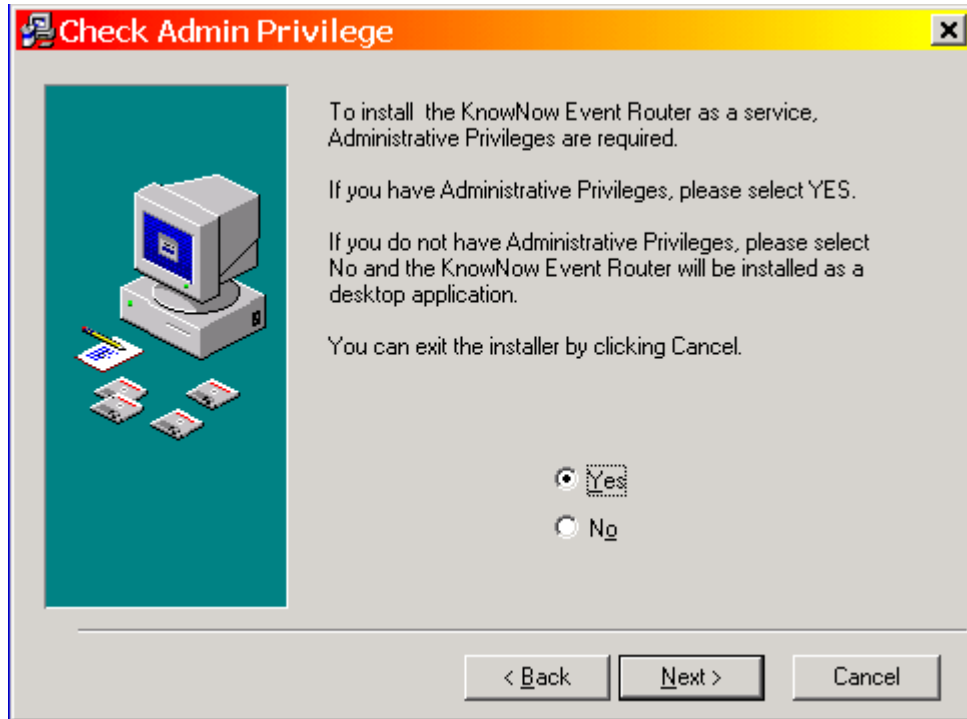 Check Admin Privilege
To install  the KnowNow Event Router as a service,
Administrative Privileges are required.
If you have Administrative Privileges, please select YES.
If you do not have Administrative Privileges, please select
No and the KnowNow Event Router will be installed as a
desktop application.
You can exit the installer by clicking Cancel.
Yes
No
< Back
Next >
Cancel